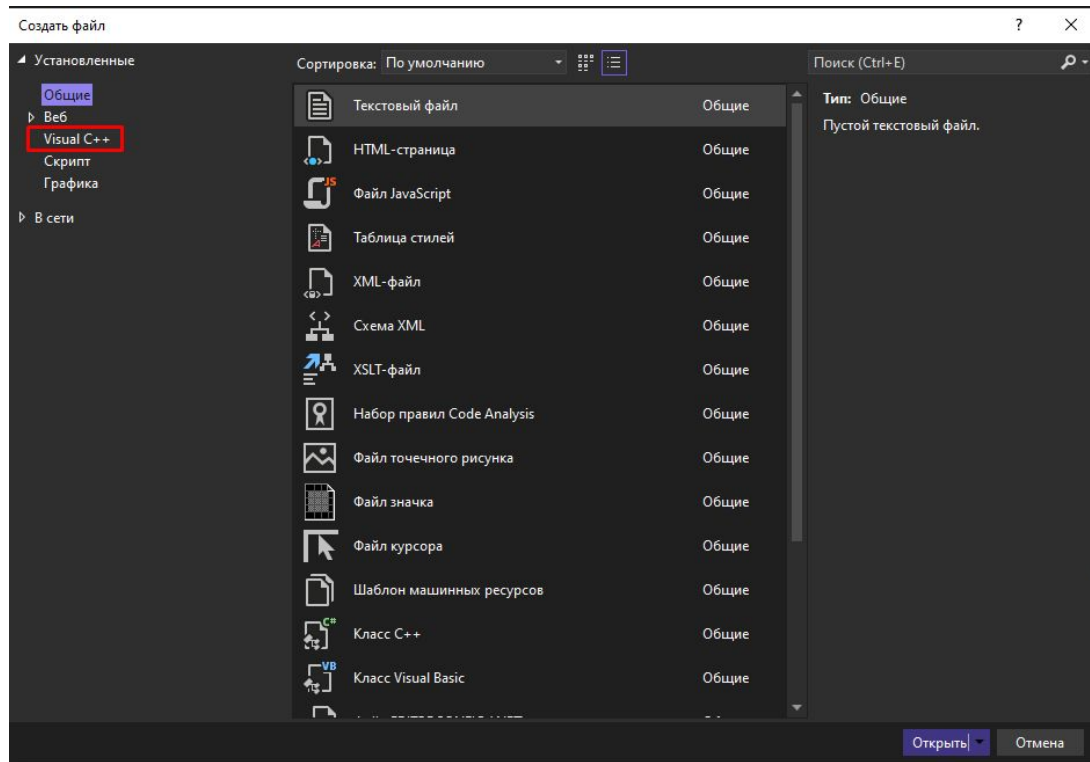 Создать файл
?
Установленные
Общие
Веб
Visual C++
Скрипт
Графика
В сети
Сортировка: По умолчанию
Текстовый файл Общие
HTML-страница Общие
JS
Файл JavaScript Общие
Таблица стилей Общие
XML-файл Общие
Схема XML Общие
XSLT-файл Общие
Набор правил Code Analysis Общие
Файл точечного рисунка Общие
Файл значка Общие
Файл курсора Общие
Шаблон машинных ресурсов Общие
C#
Класс C++ Общие
VB
Класс Visual Basic Общие
Поиск (Ctrl+E)
Тип: Общие
Пустой текстовый файл.
Открыть Отмена